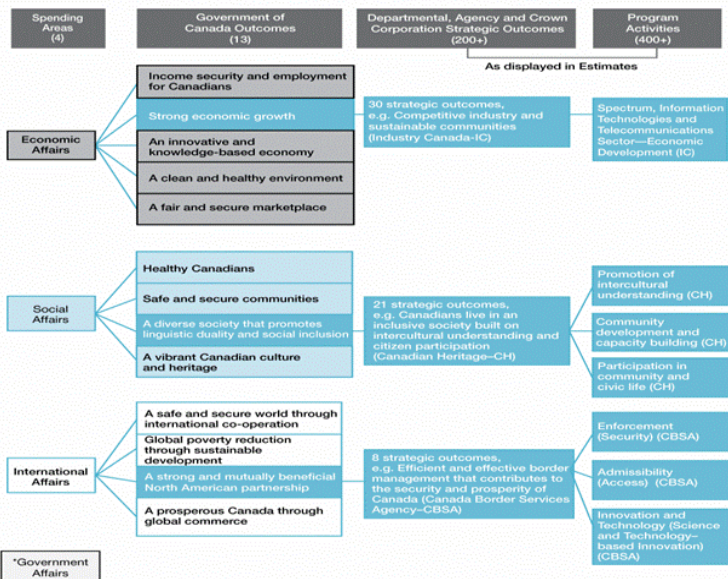 Spending
Areas
(4)
Government of
Canada Outcomes
(13)
Departmental, Agency and Crown
Corporation Strategic Outcomes
(200+)
Program
Activities
(400+)
As displayed in Estimates
Economic
Affairs
Income security and employment
for Canadians
Strong economic growth
An innovative and
knowledge-based economy
A clean and healthy environment
A fair and secure marketplace
30 strategic outcomes,
e.g. Competitive industry and
sustainable communities
(Industry Canada-IC)
Spectrum, Information
Technologies and
Telecommunications
Sector—Economic
Development (IC)
Social
Affairs
Healthy Canadians
Safe and secure communities
A diverse society that promotes
linguistic duality and social inclusion
A vibrant Canadian culture
and heritage
21 strategic outcomes,
e.g. Canadians live in an
inclusive society built on
intercultural understanding and
citizen participation
(Canadian Heritage–CH)
Promotion of
intercultural
understanding (CH)
Community
development and
capacity building (CH)
Participation in
community and
civic life (CH)
International
Affairs
A safe and secure world through
international co-operation
Global poverty reduction
through sustainable
development
A strong and mutually beneficial
North American partnership
A prosperous Canada through
global commerce
8 strategic outcomes,
e.g. Efficient and effective border
management that contributes to
the security and prosperity of
Canada (Canada Border Services
Agency–CBSA)
Enforcement
(Security) (CBSA)
Admissibility
(Access) (CBSA)
Innovation and
Technology (Science
and Technology–
based Innovation)
(CBSA)
*Government
Affairs